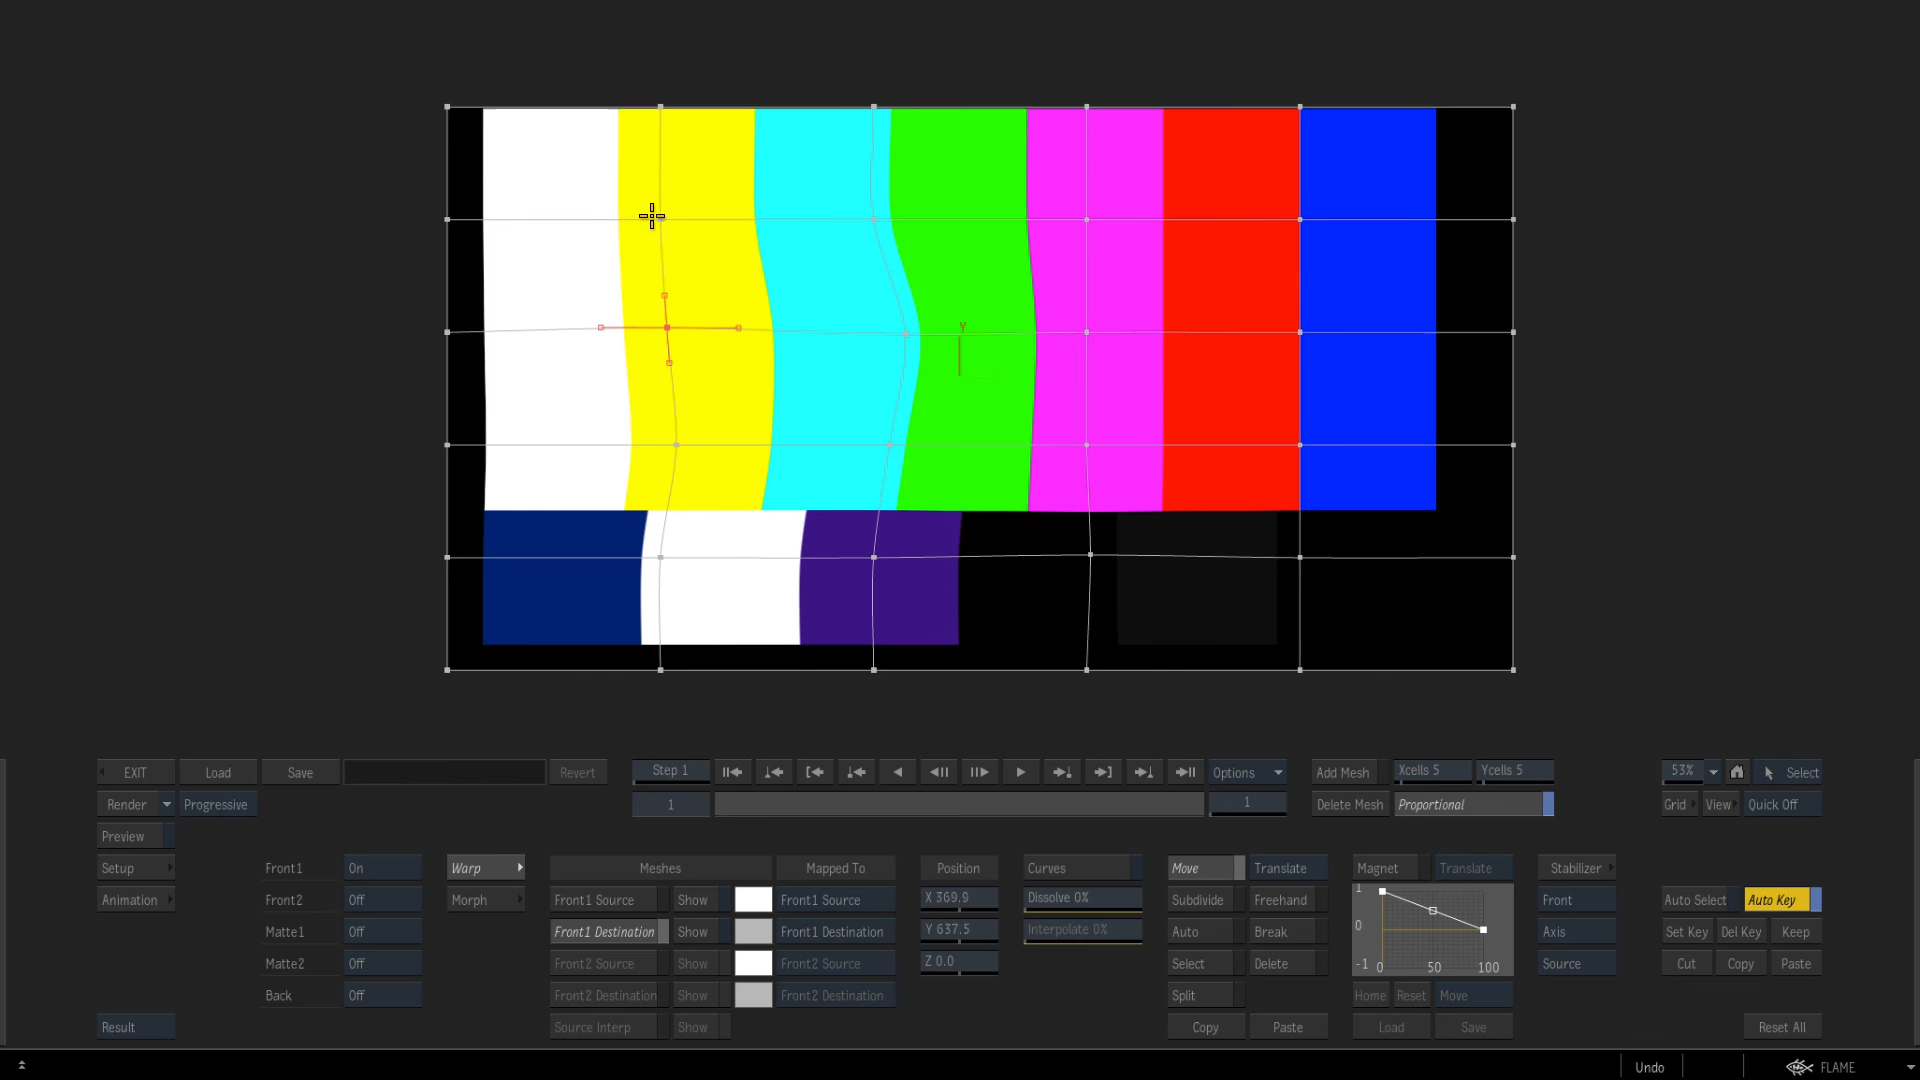 Y
EXIT Load Save Revert Step 1 Options Add Mesh Xcells 5 Ycells 5 53% Select
Render Progressive 1 1 Delete Mesh Proportional Grid View Quick Off
Preview
Setup Front1 On Warp Meshes Mapped To Position Curves Move Translate Magnet Translate Stabilizer
Animation Front2 Off Morph Front1 Source Show Front1 Source X 369.9 Dissolve 0% Subdivide Freehand 1 Front Auto Select Auto Key
Matte1 Off Front1 Destination Show Front1 Destination Y 637.5 Interpolate 0% Auto Break 0 Axis Set Key Del Key Keep
Matte2 Off Front2 Source Show Front2 Source Z 0.0 Select Delete -1 0 50 100 Source Cut Copy Paste
Back Off Front2 Destination Show Front2 Destination Split Home Reset Move
Result Source Interp Show Copy Paste Load Save Reset All
Undo FLAME